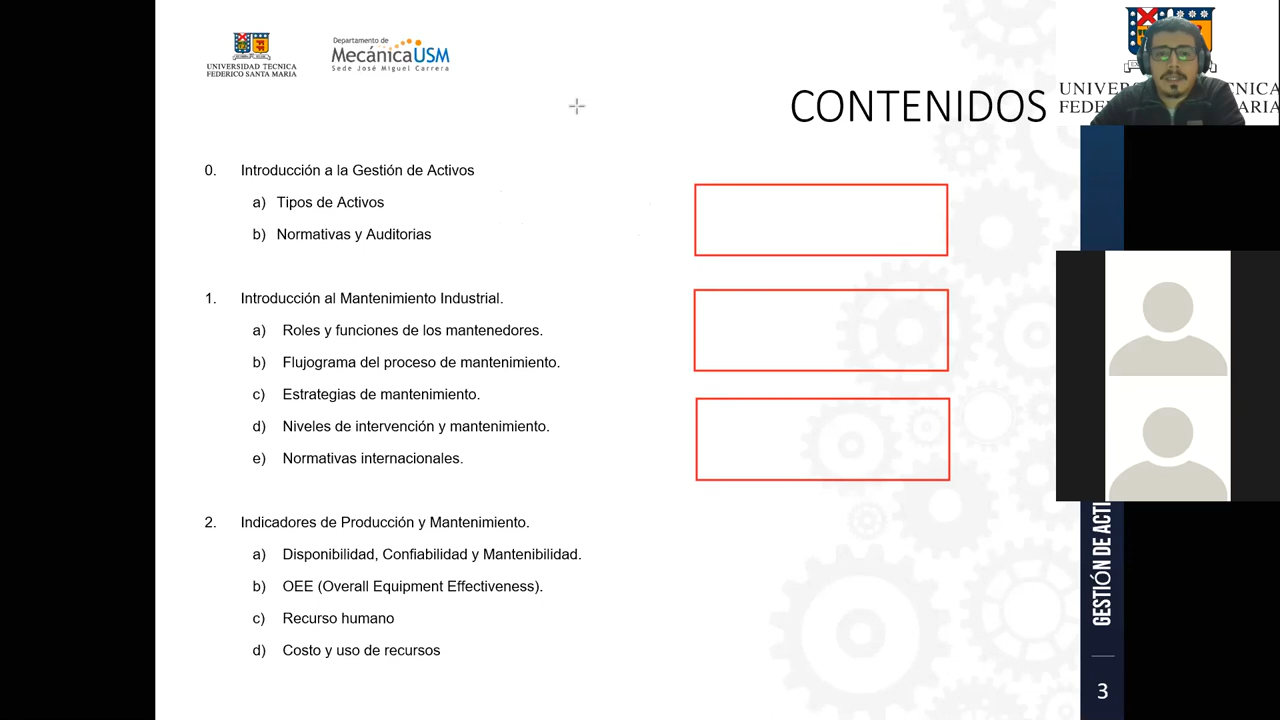 UNIVERSIDAD TECNICA
FEDERICO SANTA MARIA
Departamento de
MecánicaUSM
Sede José Miguel Carrera
CONTENIDOS
0. Introducción a la Gestión de Activos
a) Tipos de Activos
b) Normativas y Auditorias
1. Introducción al Mantenimiento Industrial.
a) Roles y funciones de los mantenedores.
b) Flujograma del proceso de mantenimiento.
c) Estrategias de mantenimiento.
d) Niveles de intervención y mantenimiento.
e) Normativas internacionales.
2. Indicadores de Producción y Mantenimiento.
a) Disponibilidad, Confiabilidad y Mantenibilidad.
b) OEE (Overall Equipment Effectiveness).
c) Recurso humano
d) Costo y uso de recursos
GESTIÓN DE ACTI
3